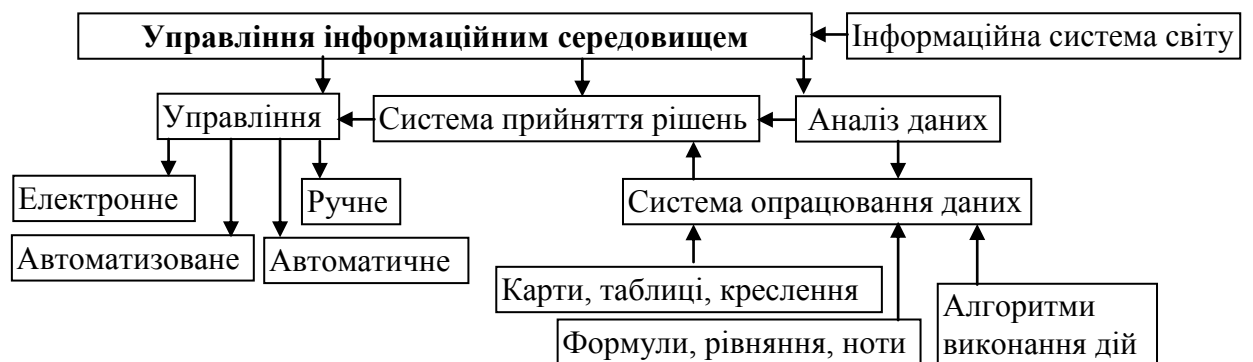 Управління інформаційним середовищем
Інформаційна система світу
Управління
Система прийняття рішень
Аналіз даних
Електронне
Ручне
Система опрацювання даних
Автоматизоване
Автоматичне
Карти, таблиці, креслення
Алгоритми
виконання дій
Формули, рівняння, ноти